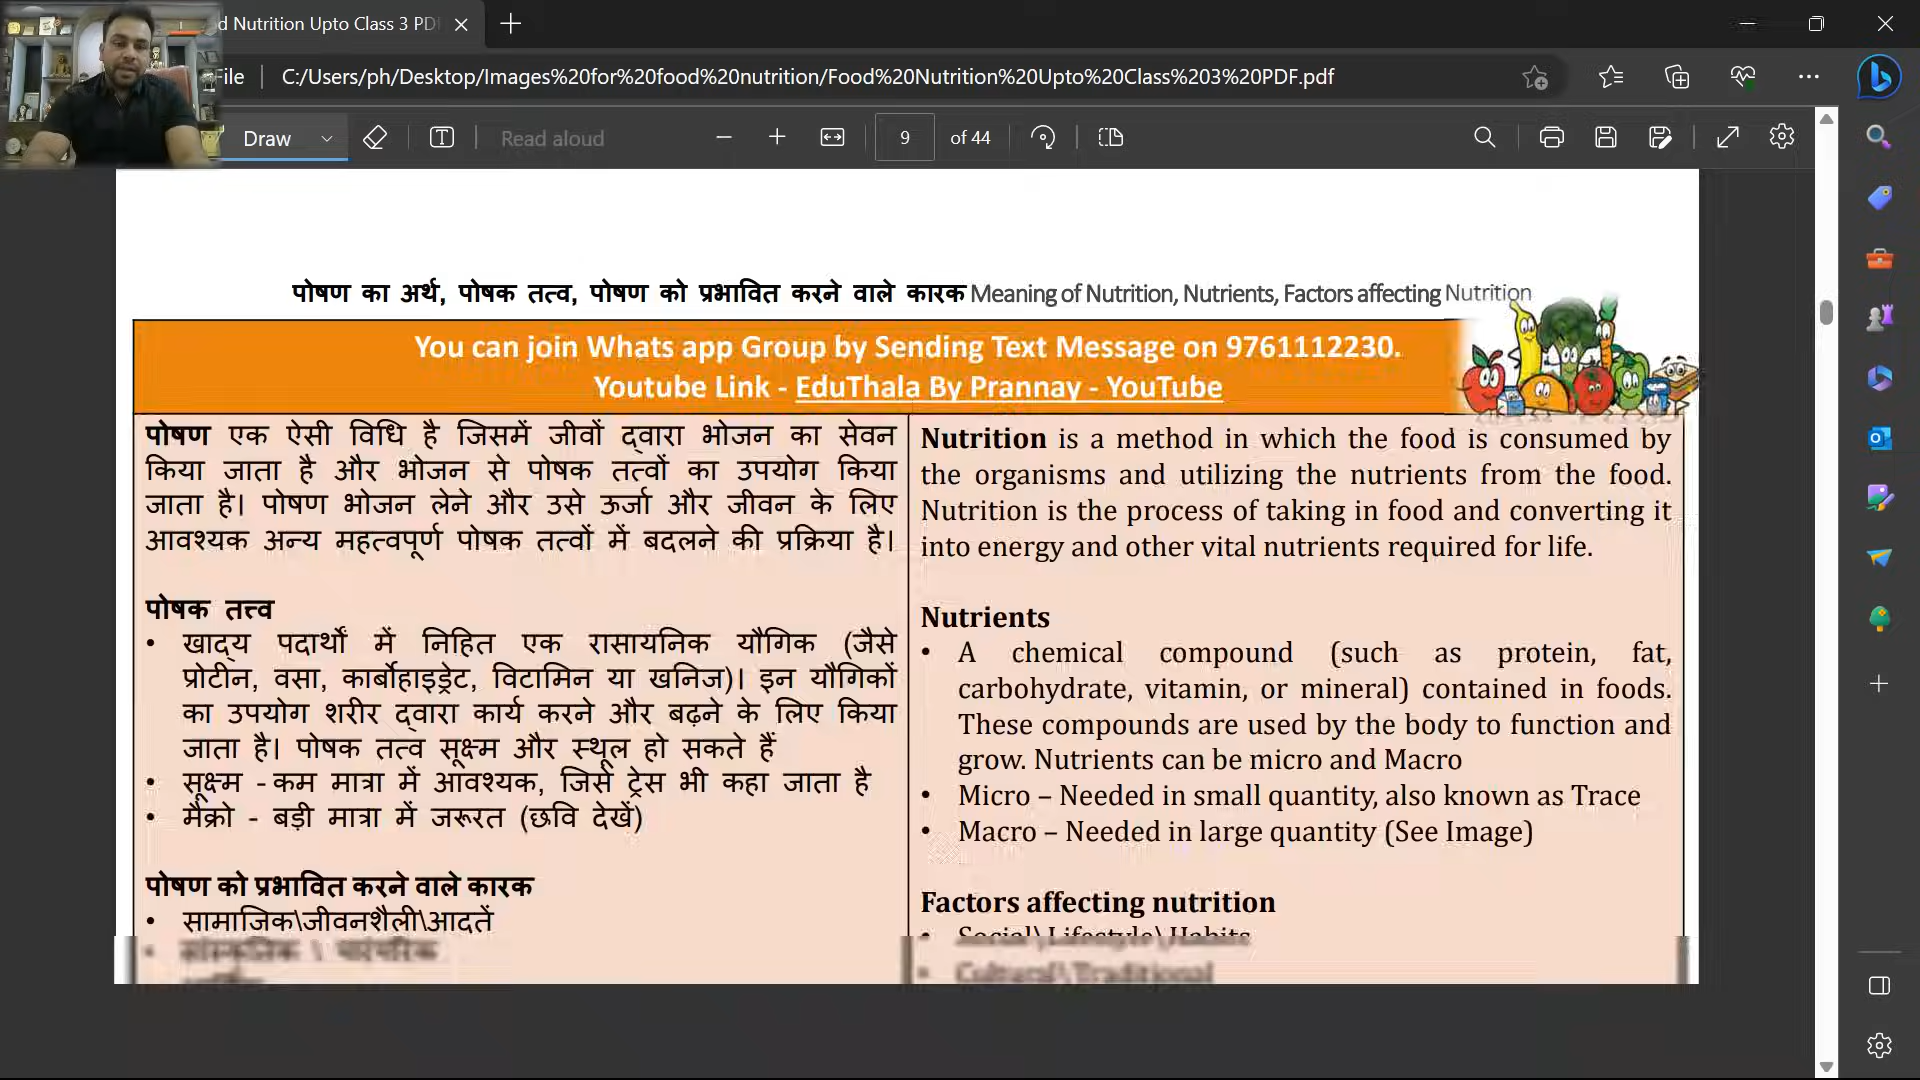 d Nutrition Upto Class 3 PD
File
C:/Users/ph/Desktop/Images%20for%20food%20nutrition/Food%20Nutrition%20Upto%20Class%203%20PDF.pdf
Draw
Read aloud
9
of 44
पोषण का अर्थ, पोषक तत्व, पोषण को प्रभावित करने वाले कारक Meaning of Nutrition, Nutrients, Factors affecting Nutrition
You can join Whats app Group by Sending Text Message on 9761112230.
Youtube Link - EduThala By Prannay - YouTube
पोषण एक ऐसी विधि है जिसमें जीवों द्वारा भोजन का सेवन
किया जाता है और भोजन से पोषक तत्वों का उपयोग किया
जाता है। पोषण भोजन लेने और उसे ऊर्जा और जीवन के लिए
आवश्यक अन्य महत्वपूर्ण पोषक तत्वों में बदलने की प्रक्रिया है।
पोषक तत्त्व
• खाद्य पदार्थों में निहित एक रासायनिक यौगिक (जैसे
प्रोटीन, वसा, कार्बोहाइड्रेट, विटामिन या खनिज)। इन यौगिकों
का उपयोग शरीर द्वारा कार्य करने और बढ़ने के लिए किया
जाता है। पोषक तत्व सूक्ष्म और स्थूल हो सकते हैं
• सूक्ष्म - कम मात्रा में आवश्यक, जिसे ट्रेस भी कहा जाता है
• मैक्रो - बड़ी मात्रा में जरूरत (छवि देखें)
पोषण को प्रभावित करने वाले कारक
• सामाजिक\जीवनशैली\आदतें
• सांस्कृतिक \ पारंपरिक
Nutrition is a method in which the food is consumed by
the organisms and utilizing the nutrients from the food.
Nutrition is the process of taking in food and converting it
into energy and other vital nutrients required for life.
Nutrients
• A chemical compound (such as protein, fat,
carbohydrate, vitamin, or mineral) contained in foods.
These compounds are used by the body to function and
grow. Nutrients can be micro and Macro
• Micro – Needed in small quantity, also known as Trace
• Macro – Needed in large quantity (See Image)
Factors affecting nutrition
• Social\Lifestyle\Habits
• Cultural\Traditional